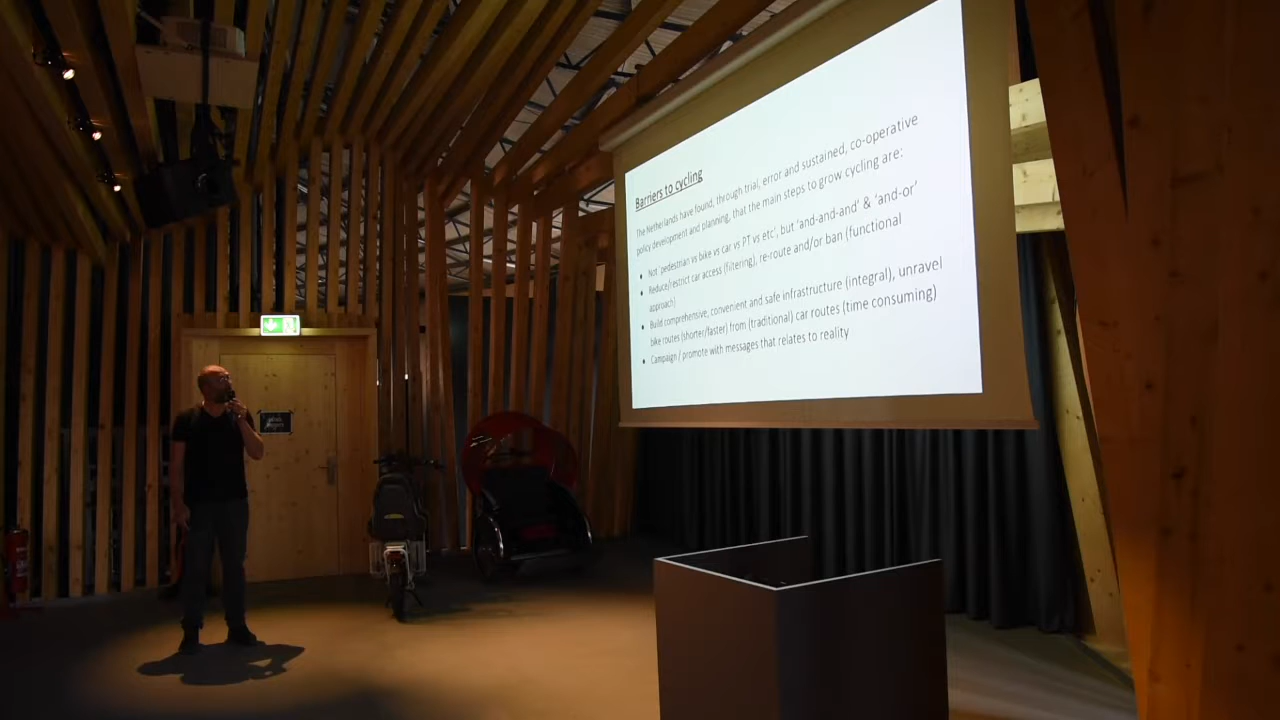 Barriers to cycling
The Netherlands have found, through trial, error and sustained, co-operative
policy development and planning, that the main steps to grow cycling are:
• Not 'pedestrian vs bike vs car vs PT vs etc', but 'and-and-and' & 'and-or'
• Reduce/restrict car access (filtering), re-route and/or ban (functional
approach)
• Build comprehensive, convenient and safe infrastructure (integral), unravel
bike routes (shorter/faster) from (traditional) car routes (time consuming)
• Campaign / promote with messages that relates to reality